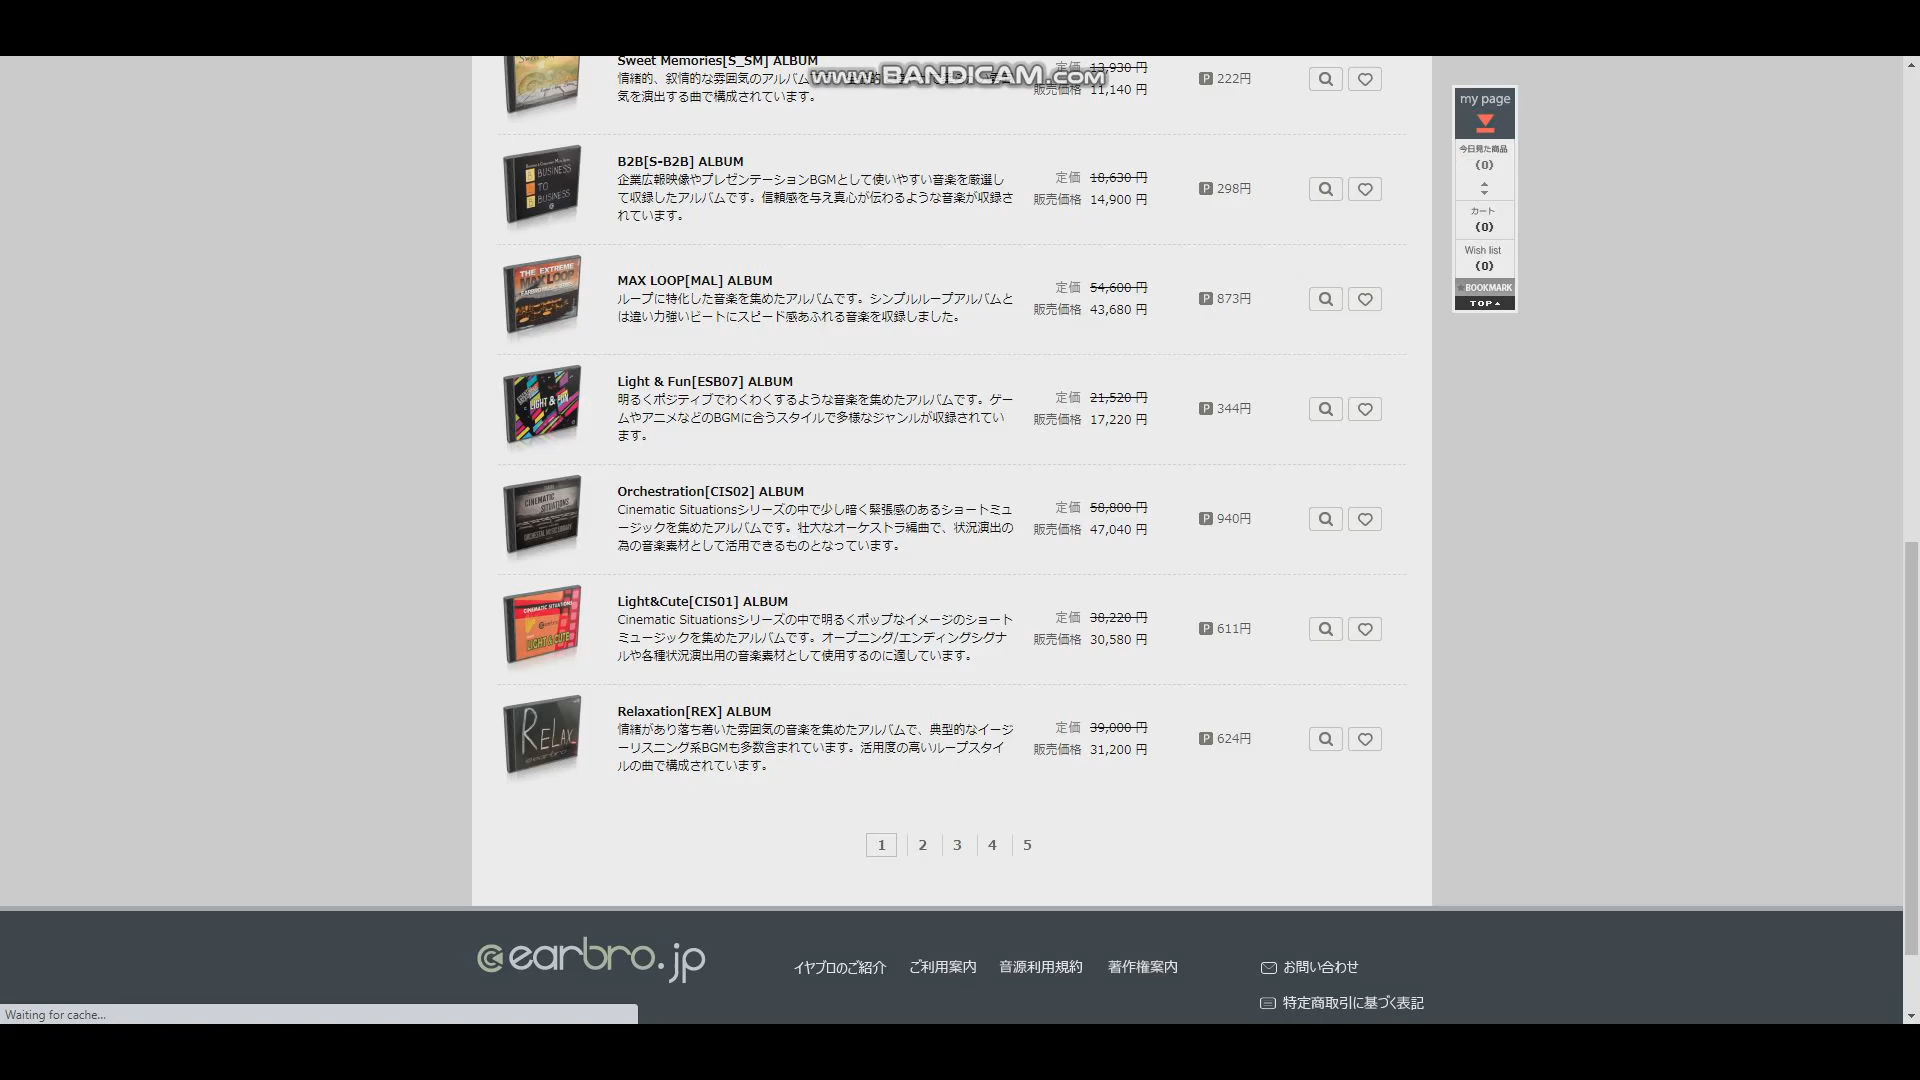 Sweet Memories[S_SM] ALBUM
www.BANDICAM.com
情緒的、叙情的な雰囲気のアルバム
気を演出する曲で構成されています。
定価 13,930 円
販売価格 11,140 円
P 222円
B2B[S-B2B] ALBUM
企業広報映像やプレゼンテーションBGMとして使いやすい音楽を厳選し
て収録したアルバムです。信頼感を与え真心が伝わるような音楽が収録さ
れています。
定価 18,630 円
販売価格 14,900 円
P 298円
BUSINESS
TO
BUSINESS
MAX LOOP[MAL] ALBUM
ループに特化した音楽を集めたアルバムです。シンプルループアルバムと
は違い力強いビートにスピード感あふれる音楽を収録しました。
定価 54,600 円
販売価格 43,680 円
P 873円
THE EXTREME
MAX LOOP
Light & Fun[ESB07] ALBUM
明るくポジティブでわくわくするような音楽を集めたアルバムです。ゲー
ムやアニメなどのBGMに合うスタイルで多様なジャンルが収録されてい
ます。
定価 21,520 円
販売価格 17,220 円
P 344円
LIGHT & FUN
Orchestration[CIS02] ALBUM
Cinematic Situationsシリーズの中で少し暗く緊張感のあるショートミュ
ージックを集めたアルバムです。壮大なオーケストラ編曲で、状況演出の
為の音楽素材として活用できるものとなっています。
定価 58,800 円
販売価格 47,040 円
P 940円
CINEMATIC
SITUATIONS
Light&Cute[CIS01] ALBUM
Cinematic Situationsシリーズの中で明るくポップなイメージのショート
ミュージックを集めたアルバムです。オープニング/エンディングシグナ
ルや各種状況演出用の音楽素材として使用するのに適しています。
定価 38,220 円
販売価格 30,580 円
P 611円
CINEMATIC SITUATIONS
LIGHT & CUTE
Relaxation[REX] ALBUM
情緒があり落ち着いた雰囲気の音楽を集めたアルバムで、典型的なイージ
ーリスニング系BGMも多数含まれています。活用度の高いループスタイ
ルの曲で構成されています。
定価 39,000 円
販売価格 31,200 円
P 624円
RELAX
earbro
1 2 3 4 5
my page
今日見た商品
(0)
カート
(0)
Wish list
(0)
BOOKMARK
TOP
earbro.jp
イヤブロのご紹介 ご利用案内 音源利用規約 著作権案内
お問い合わせ
特定商取引に基づく表記
Waiting for cache...